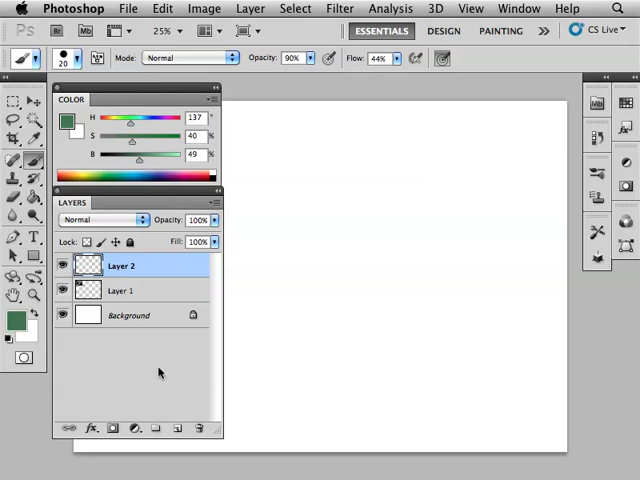 Photoshop File Edit Image Layer Select Filter Analysis 3D View Window Help
Ps Br Mb 25% ESSENTIALS DESIGN PAINTING CS Live
20 Mode: Normal Opacity: 90% Flow: 44%
COLOR
H 137 °
S 40 %
B 49 %
LAYERS
Normal Opacity: 100%
Lock: Fill: 100%
Layer 2
Layer 1
Background
fx
T
Mb